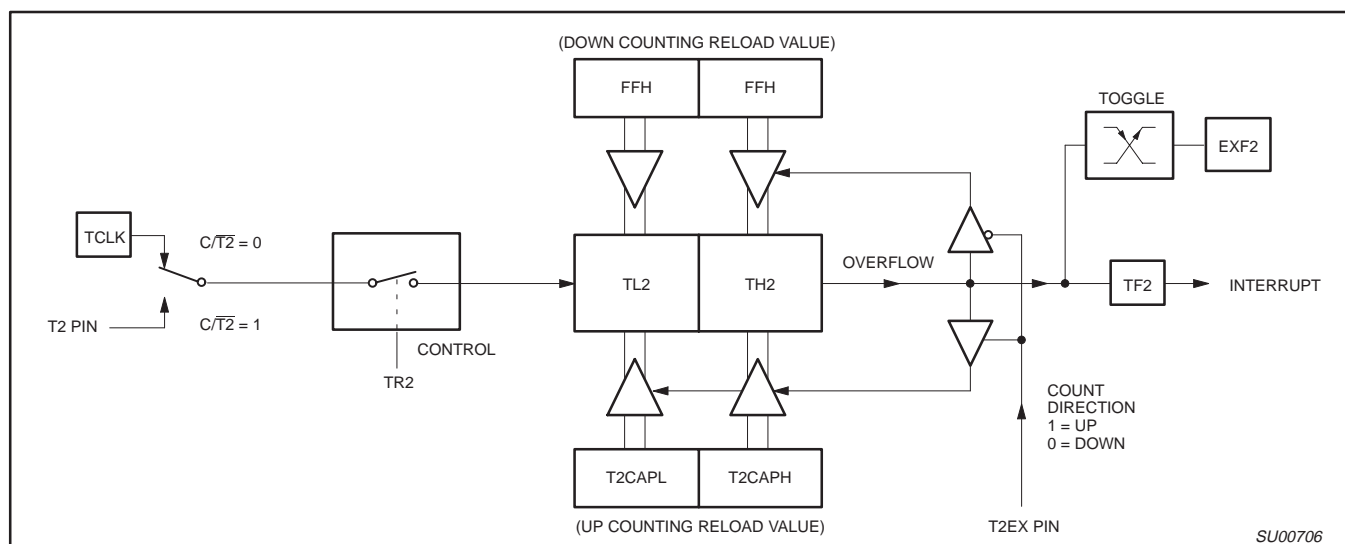 (DOWN COUNTING RELOAD VALUE)
FFH
FFH
TOGGLE
EXF2
TCLK
C/T2̅ = 0
TL2
TH2
OVERFLOW
TF2
INTERRUPT
T2 PIN
C/T2̅ = 1
CONTROL
TR2
COUNT
DIRECTION
1 = UP
0 = DOWN
T2CAPL
T2CAPH
(UP COUNTING RELOAD VALUE)
T2EX PIN
SU00706